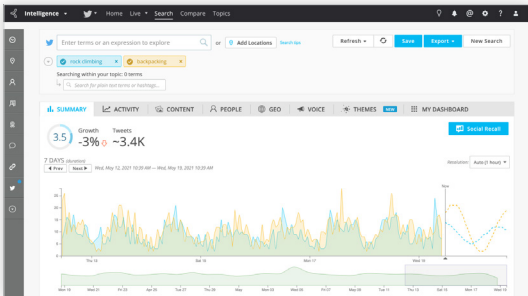 Intelligence
Home Live Search Compare Topics
Enter terms or an expression to explore
or
Add Locations
Search tips
Refresh
Save
Export
New Search
rock climbing ×
backpacking ×
Searching within your topic: 0 terms
Search for plain text terms or hashtags...
SUMMARY
ACTIVITY
CONTENT
PEOPLE
GEO
VOICE
THEMES NEW
MY DASHBOARD
3.5
Growth
-3%
Tweets
~3.4K
Social Recall
7 DAYS (duration)
Prev Next
Wed, May 12, 2021 10:39 AM — Wed, May 19, 2021 10:39 AM
Resolution: Auto (1 hour)
Now
Thu 13 Sat 15 Mon 17 Wed 19